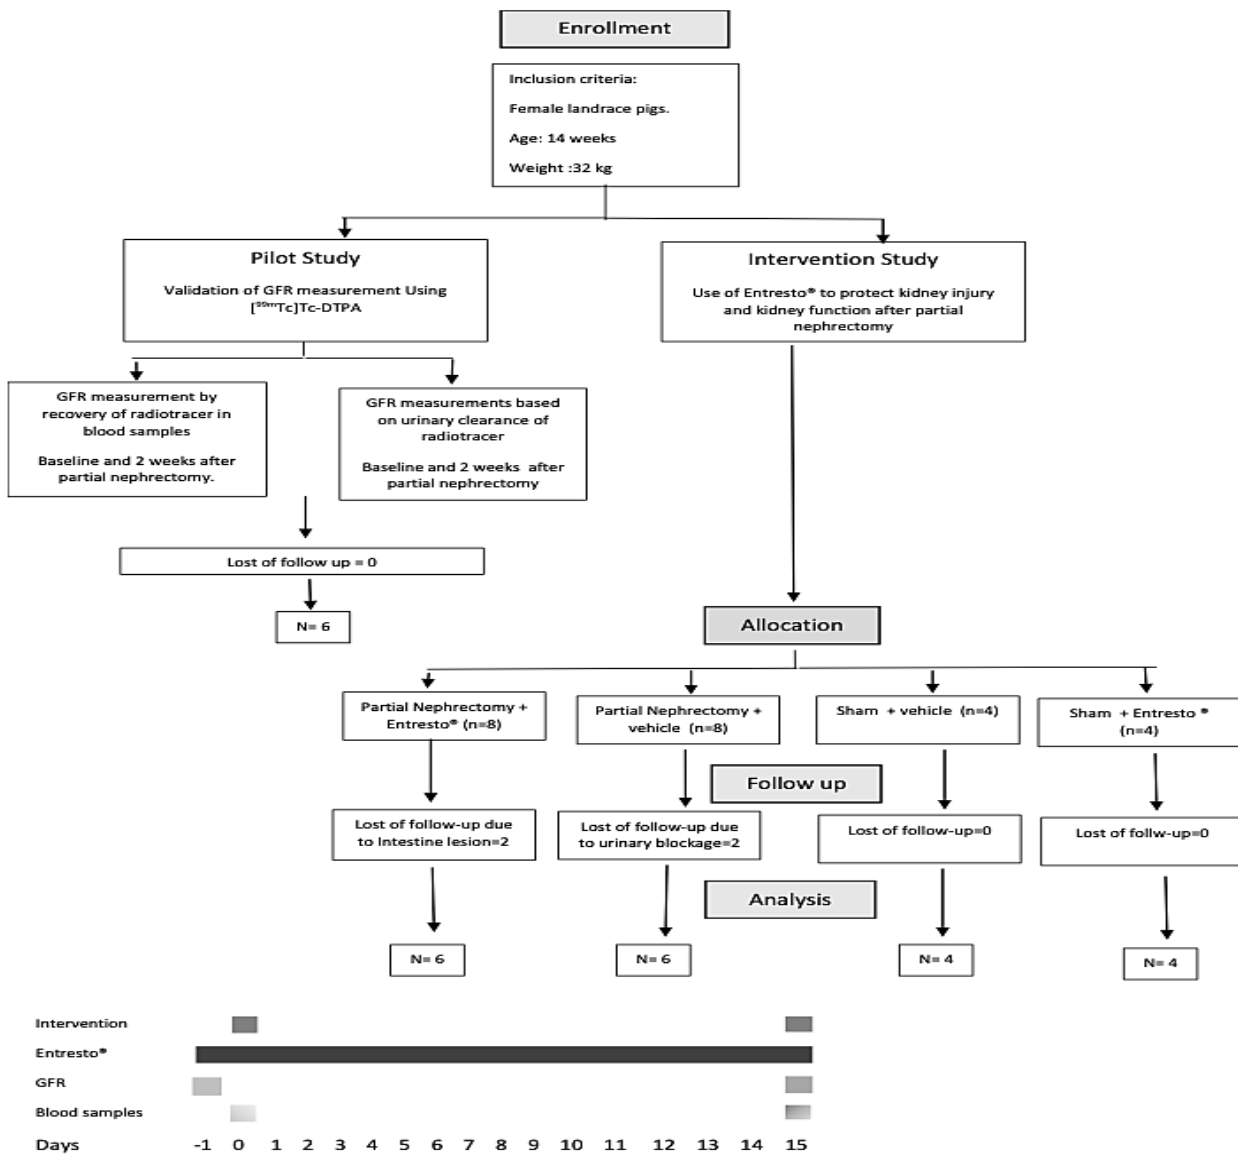 Enrollment
Inclusion criteria:
Female landrace pigs.
Age: 14 weeks
Weight :32 kg
Pilot Study
Validation of GFR measurement Using
[⁹⁹ᵐTc]Tc-DTPA
Intervention Study
Use of Entresto® to protect kidney injury
and kidney function after partial
nephrectomy
GFR measurement by
recovery of radiotracer in
blood samples
Baseline and 2 weeks after
partial nephrectomy.
GFR measurements based
on urinary clearance of
radiotracer
Baseline and 2 weeks after
partial nephrectomy
Lost of follow up = 0
N= 6
Allocation
Partial Nephrectomy +
Entresto® (n=8)
Partial Nephrectomy +
vehicle (n=8)
Sham + vehicle (n=4)
Sham + Entresto ®
(n=4)
Follow up
Lost of follow-up due
to Intestine lesion=2
Lost of follow-up due
to urinary blockage=2
Lost of follow-up=0
Lost of follw-up=0
Analysis
N= 6
N= 6
N= 4
N= 4
Intervention
Entresto®
GFR
Blood samples
Days -1 0 1 2 3 4 5 6 7 8 9 10 11 12 13 14 15